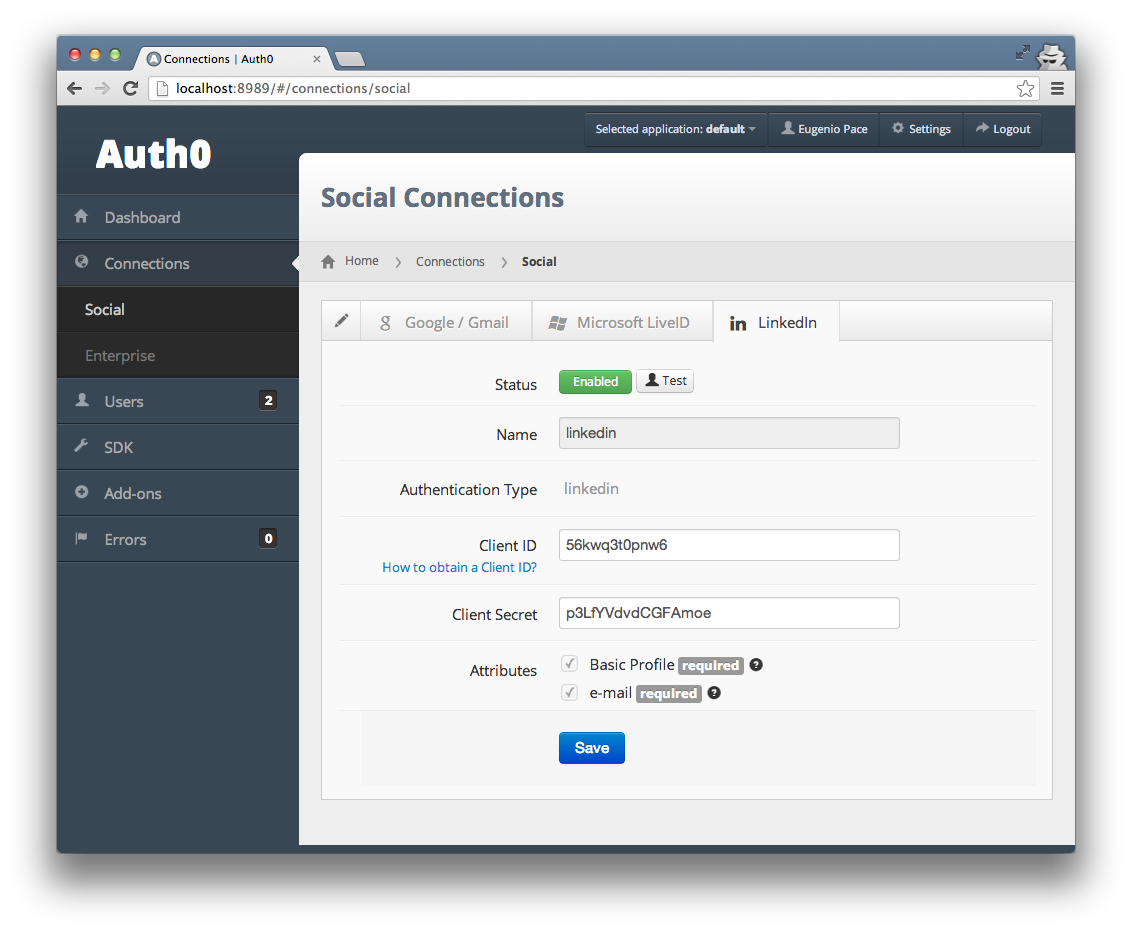 Connections | Auth0
localhost:8989/#/connections/social
Selected application: default
Eugenio Pace
Settings
Logout
Auth0
Social Connections
Dashboard
Connections
Social
Enterprise
Users 2
SDK
Add-ons
Errors 0
Home
Connections
Social
Google / Gmail
Microsoft LiveID
LinkedIn
Status Enabled Test
Name linkedin
Authentication Type linkedin
Client ID 56kwq3t0pnw6
How to obtain a Client ID?
Client Secret p3LfYVdvdCGFAmoe
Attributes Basic Profile required ?
e-mail required ?
Save